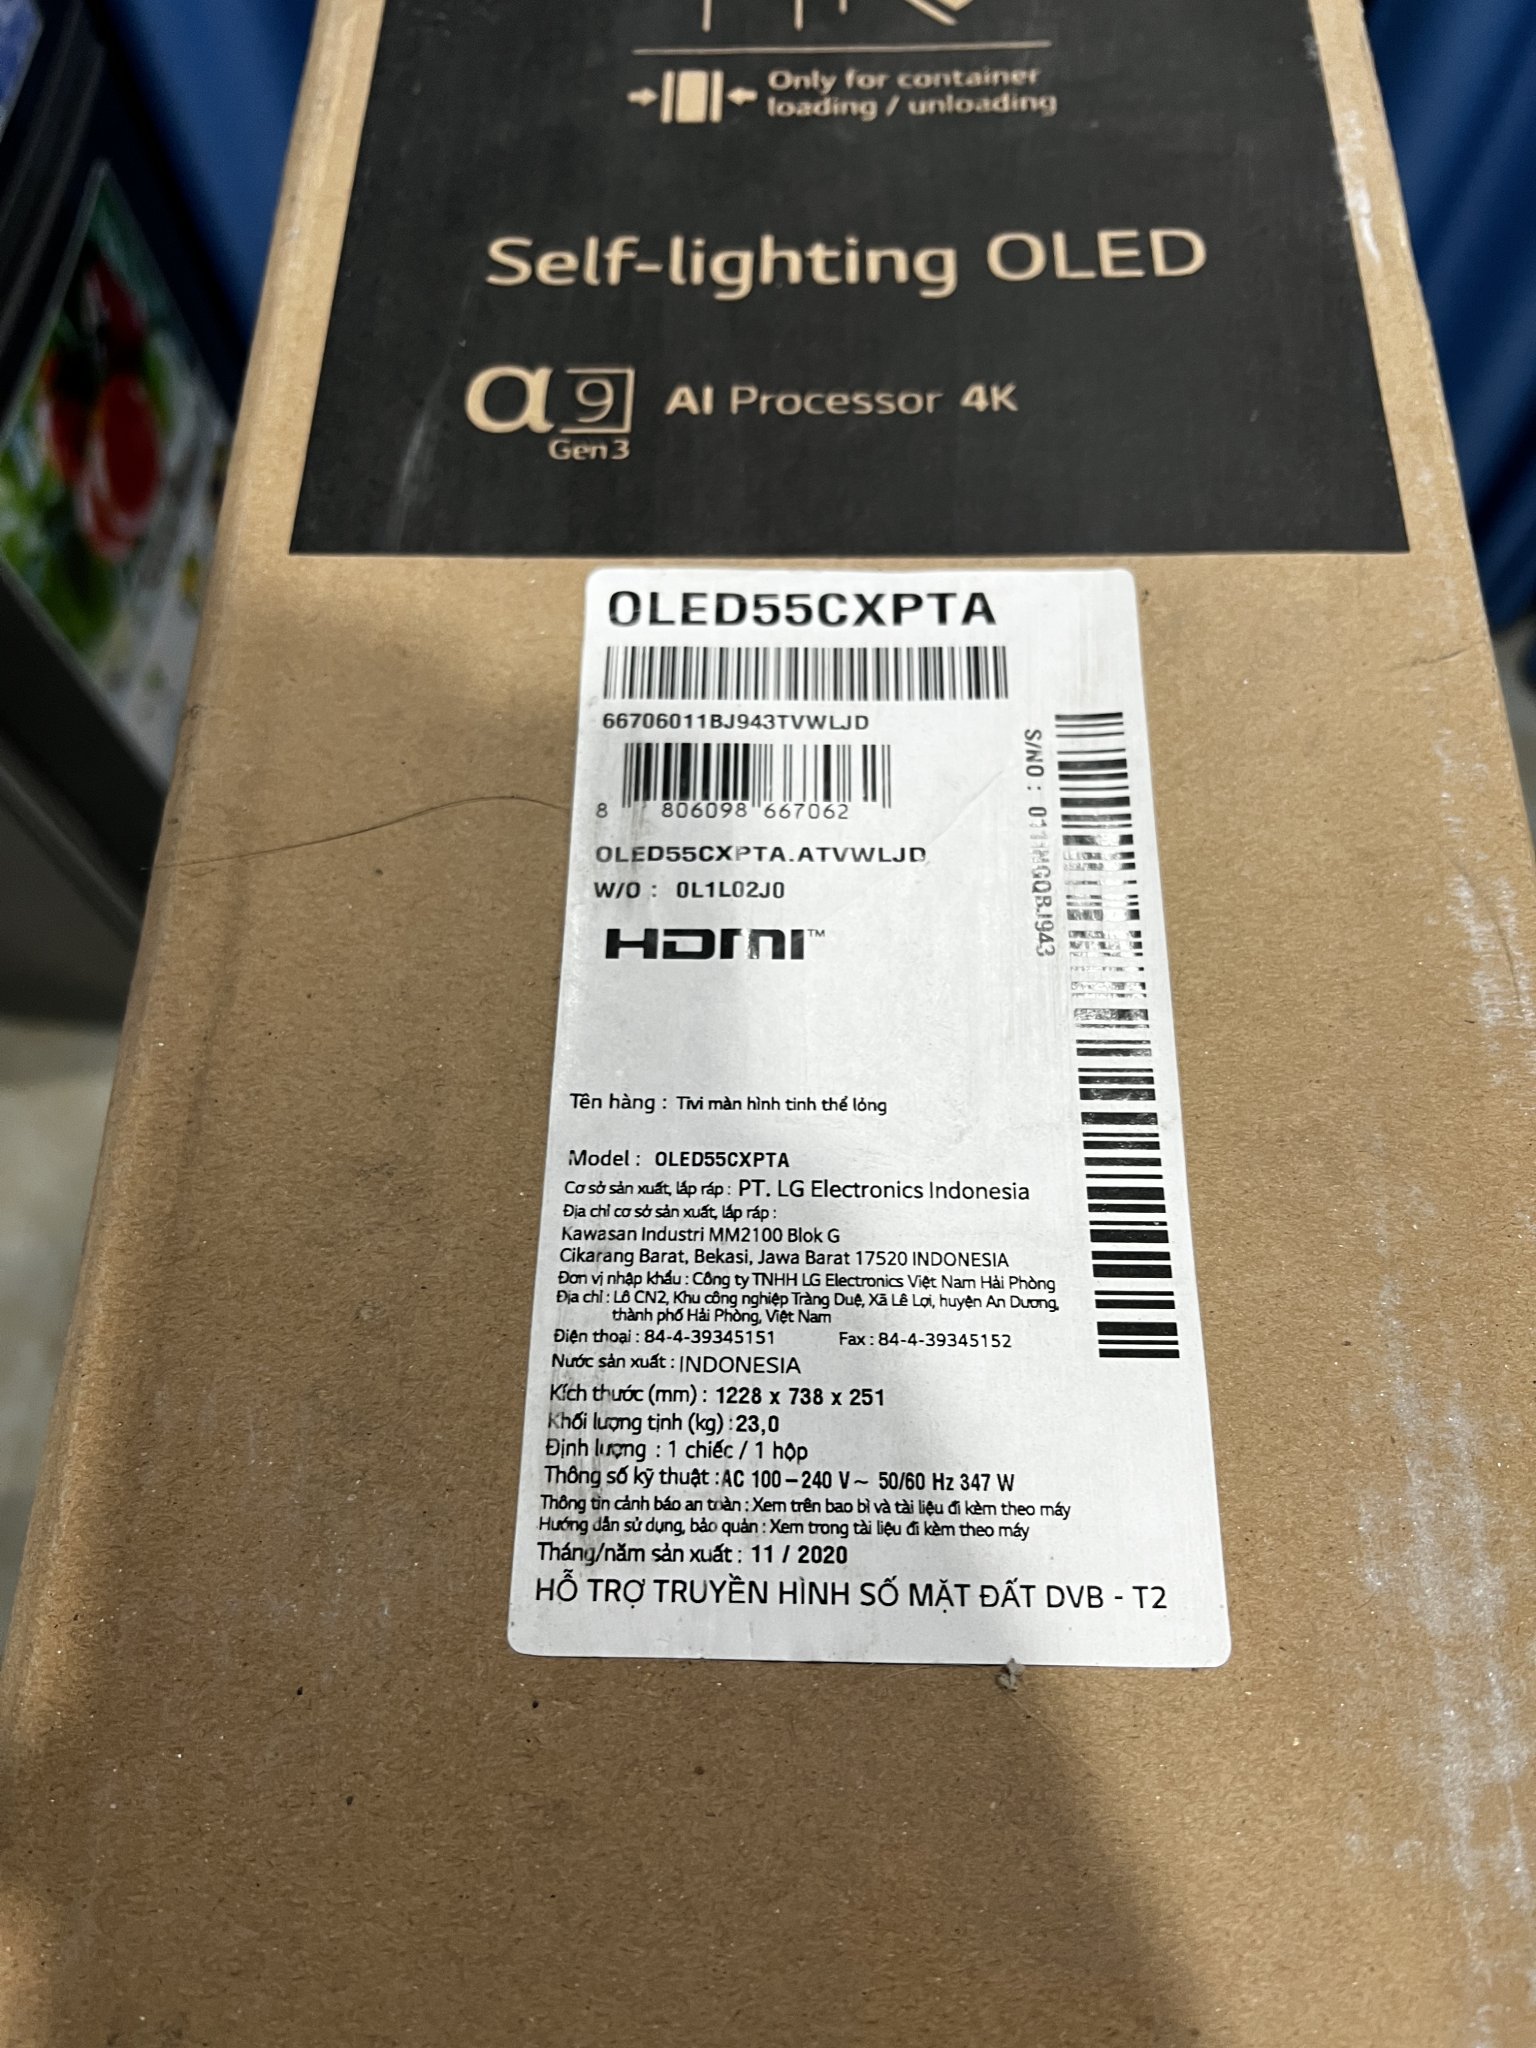 Only for container
loading / unloading
Self-lighting OLED
α9 AI Processor 4K
Gen 3
OLED55CXPTA
66706011BJ943TVWLJD
8 806098 667062
OLED55CXPTA.ATVWLJD
W/O : 0L1L02J0
HDMI™
S/NO :
Tên hàng : Tivi màn hình tinh thể lỏng
Model : OLED55CXPTA
Cơ sở sản xuất, lắp ráp : PT. LG Electronics Indonesia
Địa chỉ cơ sở sản xuất, lắp ráp :
Kawasan Industri MM2100 Blok G
Cikarang Barat, Bekasi, Jawa Barat 17520 INDONESIA
Đơn vị nhập khẩu : Công ty TNHH LG Electronics Việt Nam Hải Phòng
Địa chỉ : Lô CN2, Khu công nghiệp Tràng Duệ, Xã Lê Lợi, huyện An Dương,
thành phố Hải Phòng, Việt Nam
Điện thoại : 84-4-39345151 Fax : 84-4-39345152
Nước sản xuất : INDONESIA
Kích thước (mm) : 1228 x 738 x 251
Khối lượng tịnh (kg) :23,0
Định lượng : 1 chiếc / 1 hộp
Thông số kỹ thuật :AC 100–240 V~ 50/60 Hz 347 W
Thông tin cảnh báo an toàn : Xem trên bao bì và tài liệu đi kèm theo máy
Hướng dẫn sử dụng, bảo quản : Xem trong tài liệu đi kèm theo máy
Tháng/năm sản xuất : 11 / 2020
HỖ TRỢ TRUYỀN HÌNH SỐ MẶT ĐẤT DVB - T2